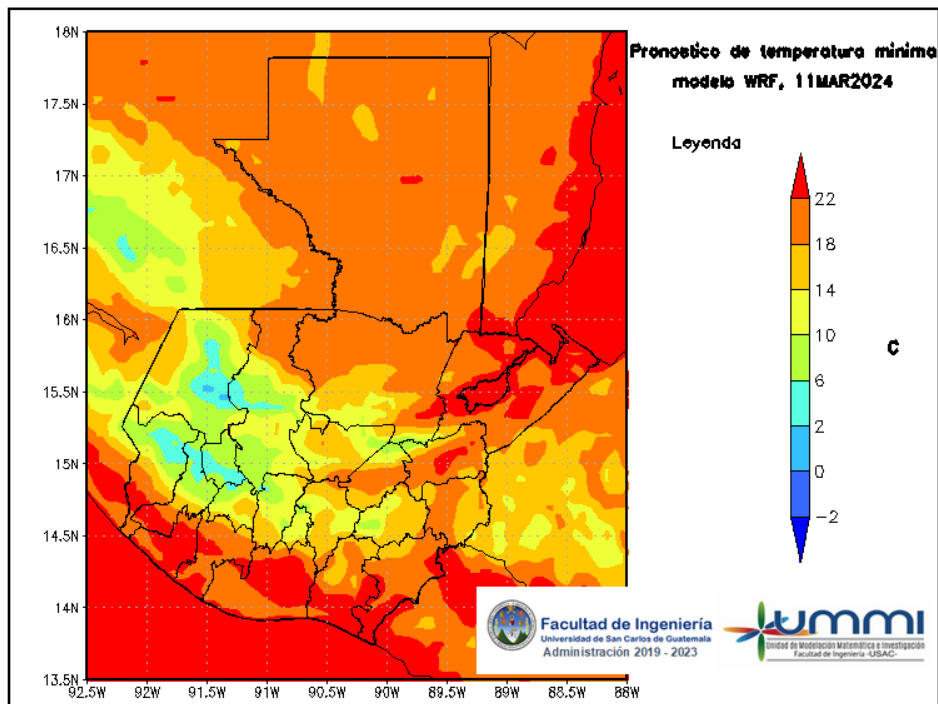 Pronostico de temperatura minima
modelo WRF, 11MAR2024
Leyenda
22
18
14
10
6
2
0
-2
C
18N
17.5N
17N
16.5N
16N
15.5N
15N
14.5N
14N
13.5N
92.5W 92W 91.5W 91W 90.5W 90W 89.5W 89W 88.5W 88W
Facultad de Ingeniería
Universidad de San Carlos de Guatemala
Administración 2019 - 2023
UMMI
Unidad de Modelación Matemática e Investigación
Facultad de Ingeniería -USAC-